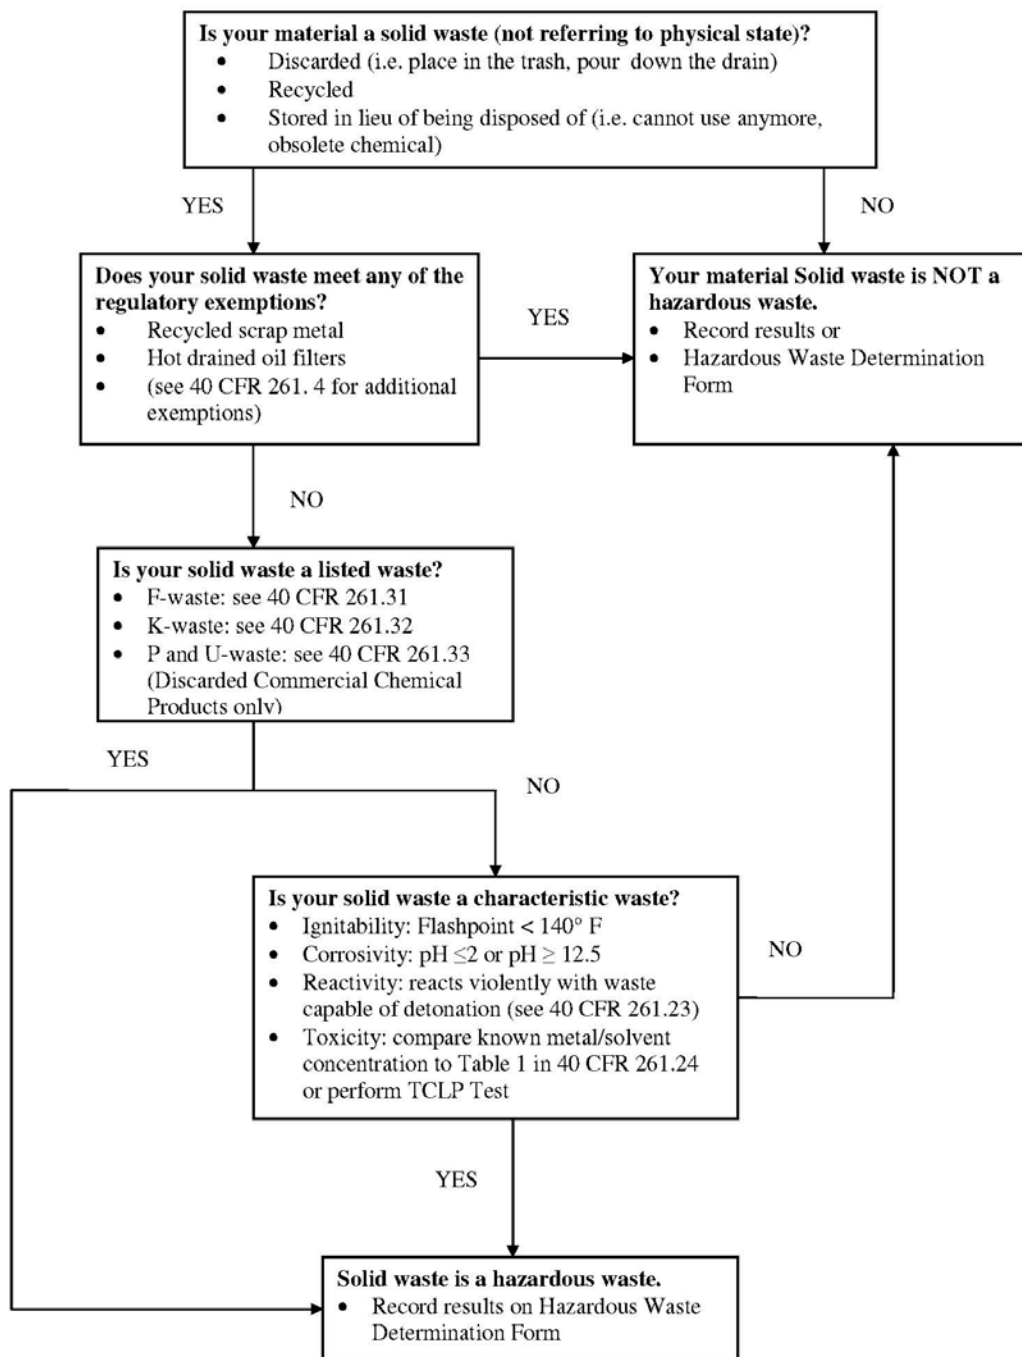 Is your material a solid waste (not referring to physical state)?
• Discarded (i.e. place in the trash, pour down the drain)
• Recycled
• Stored in lieu of being disposed of (i.e. cannot use anymore,
obsolete chemical)
YES
NO
Does your solid waste meet any of the
regulatory exemptions?
• Recycled scrap metal
• Hot drained oil filters
• (see 40 CFR 261. 4 for additional
exemptions)
YES
Your material Solid waste is NOT a
hazardous waste.
• Record results or
• Hazardous Waste Determination
Form
NO
Is your solid waste a listed waste?
• F-waste: see 40 CFR 261.31
• K-waste: see 40 CFR 261.32
• P and U-waste: see 40 CFR 261.33
(Discarded Commercial Chemical
Products only)
YES
NO
Is your solid waste a characteristic waste?
• Ignitability: Flashpoint < 140° F
• Corrosivity: pH ≤2 or pH ≥ 12.5
• Reactivity: reacts violently with waste
capable of detonation (see 40 CFR 261.23)
• Toxicity: compare known metal/solvent
concentration to Table 1 in 40 CFR 261.24
or perform TCLP Test
NO
YES
Solid waste is a hazardous waste.
• Record results on Hazardous Waste
Determination Form